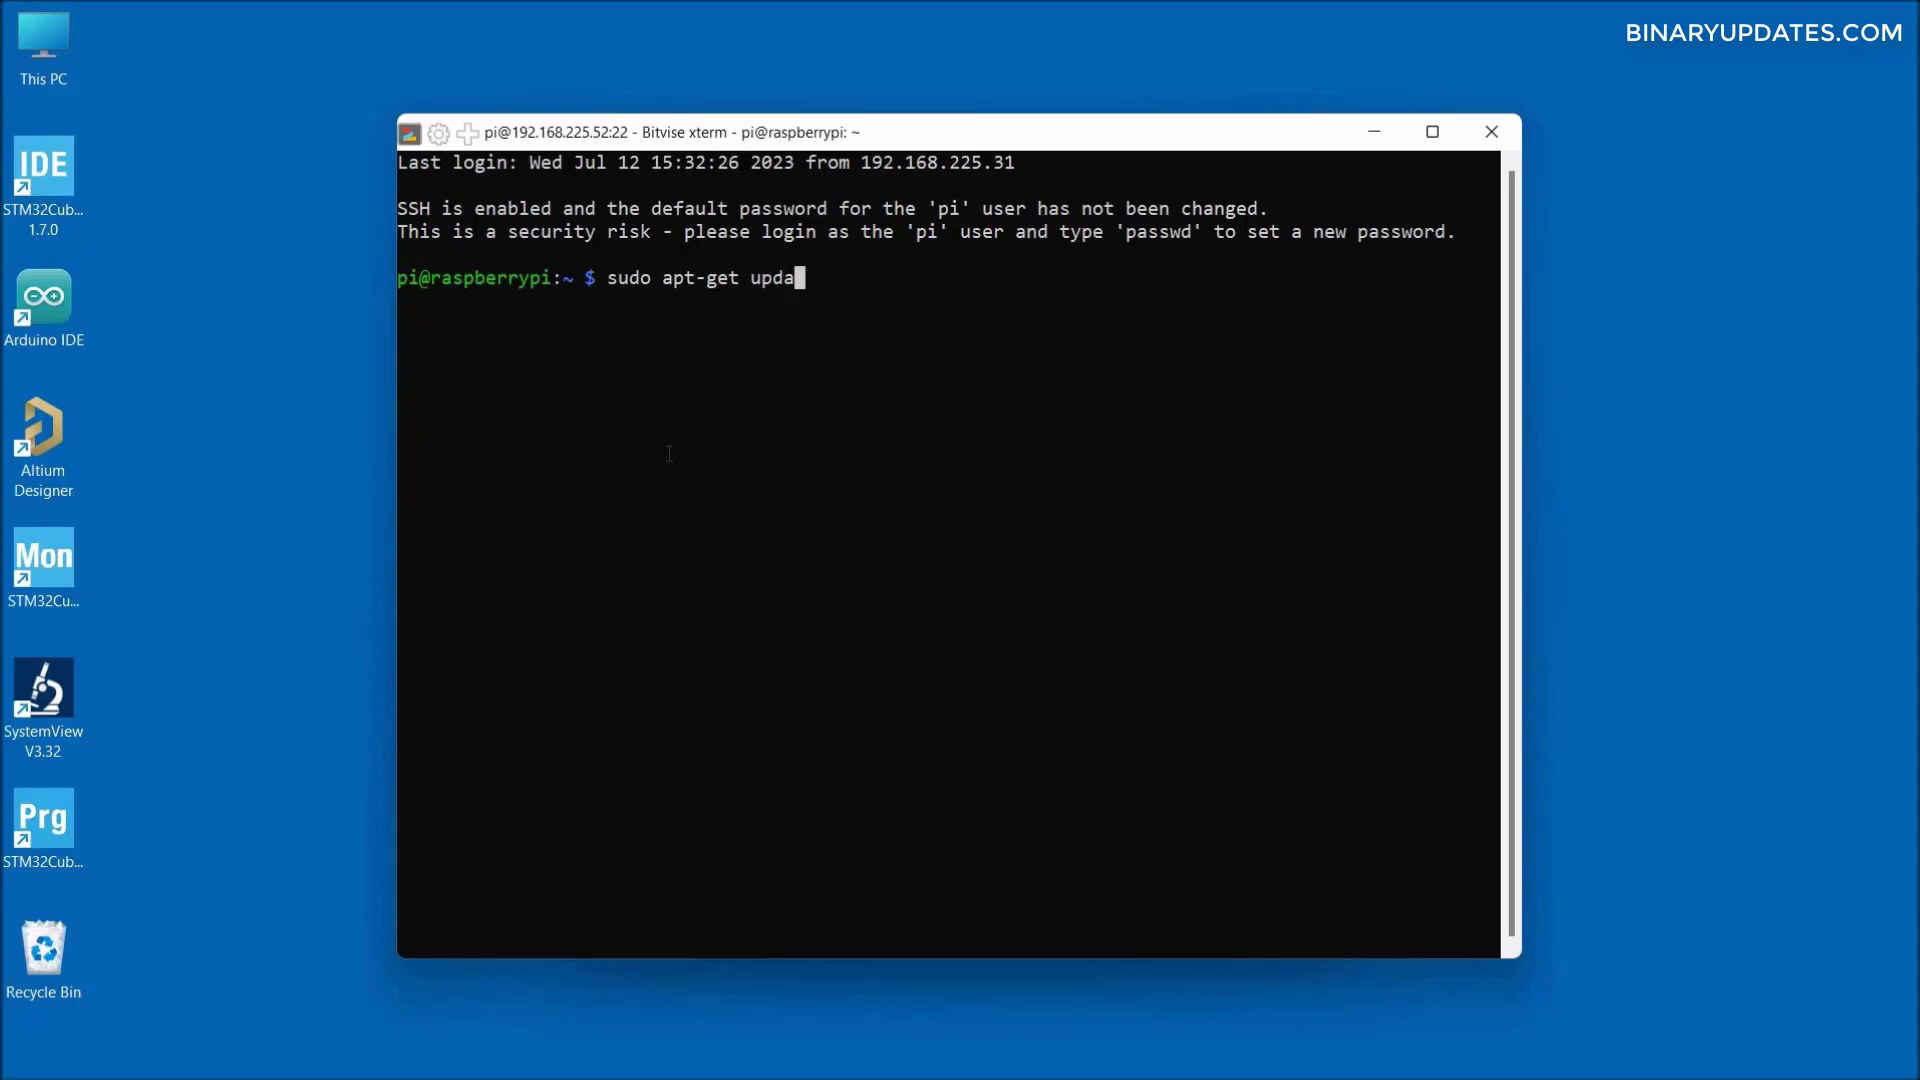 BINARYUPDATES.COM
This PC
IDE
STM32Cub...
1.7.0
Arduino IDE
Altium
Designer
Mon
STM32Cu...
SystemView
V3.32
Prg
STM32Cub...
Recycle Bin
pi@192.168.225.52:22 - Bitvise xterm - pi@raspberrypi: ~
Last login: Wed Jul 12 15:32:26 2023 from 192.168.225.31
SSH is enabled and the default password for the 'pi' user has not been changed.
This is a security risk - please login as the 'pi' user and type 'passwd' to set a new password.
pi@raspberrypi:~ $ sudo apt-get upda